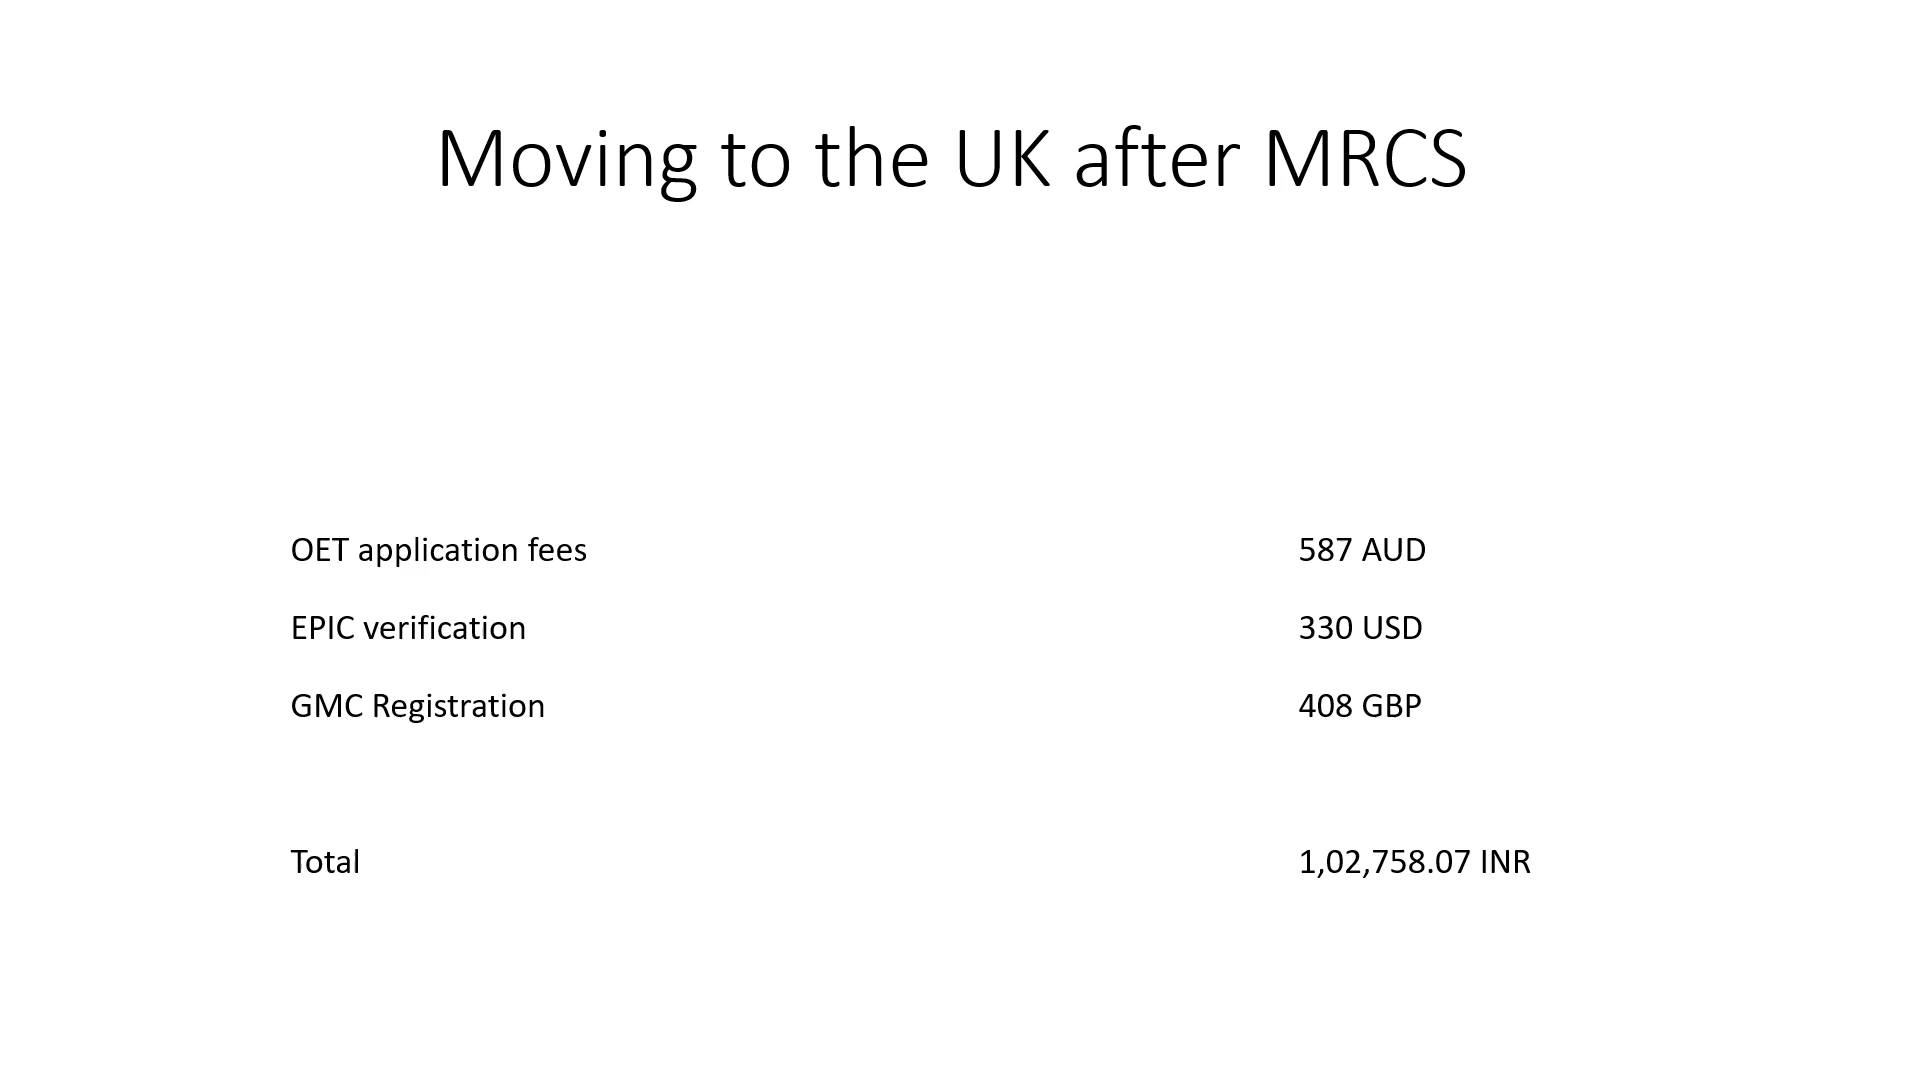 Moving to the UK after MRCS
OET application fees 587 AUD
EPIC verification 330 USD
GMC Registration 408 GBP
Total 1,02,758.07 INR